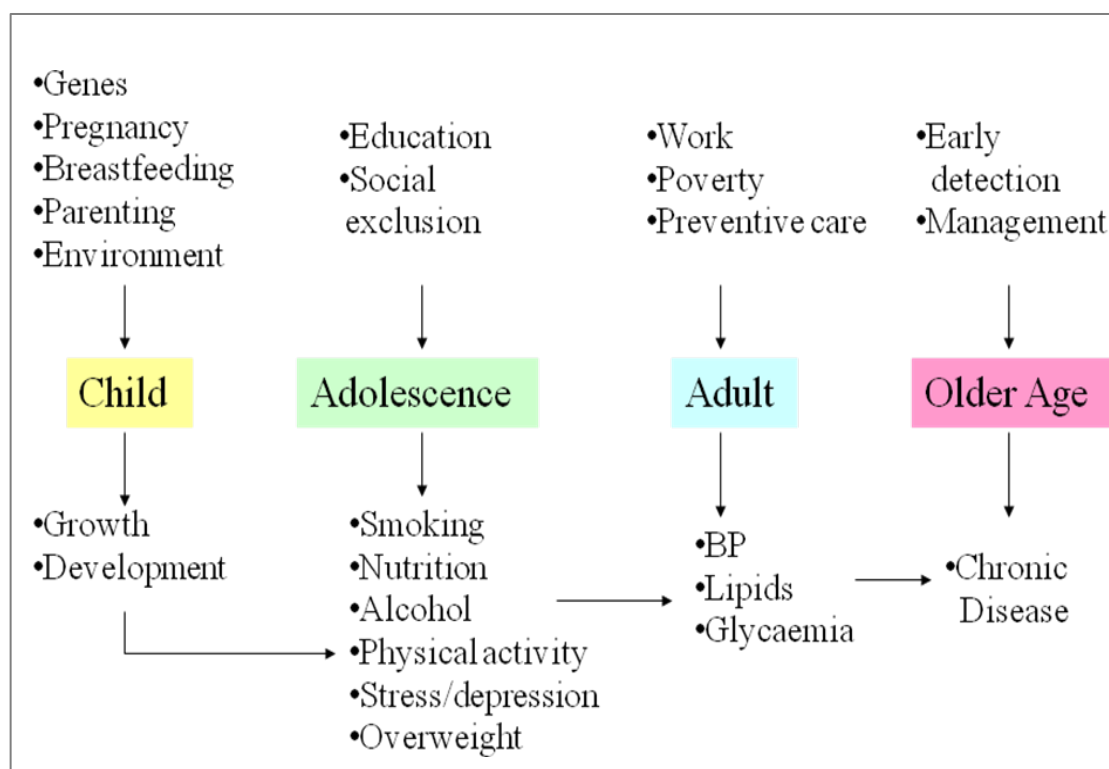 •Genes
•Pregnancy
•Breastfeeding
•Parenting
•Environment
•Education
•Social
exclusion
•Work
•Poverty
•Preventive care
•Early
detection
•Management
Child
Adolescence
Adult
Older Age
•Growth
•Development
•Smoking
•Nutrition
•Alcohol
•Physical activity
•Stress/depression
•Overweight
•BP
•Lipids
•Glycaemia
•Chronic
Disease